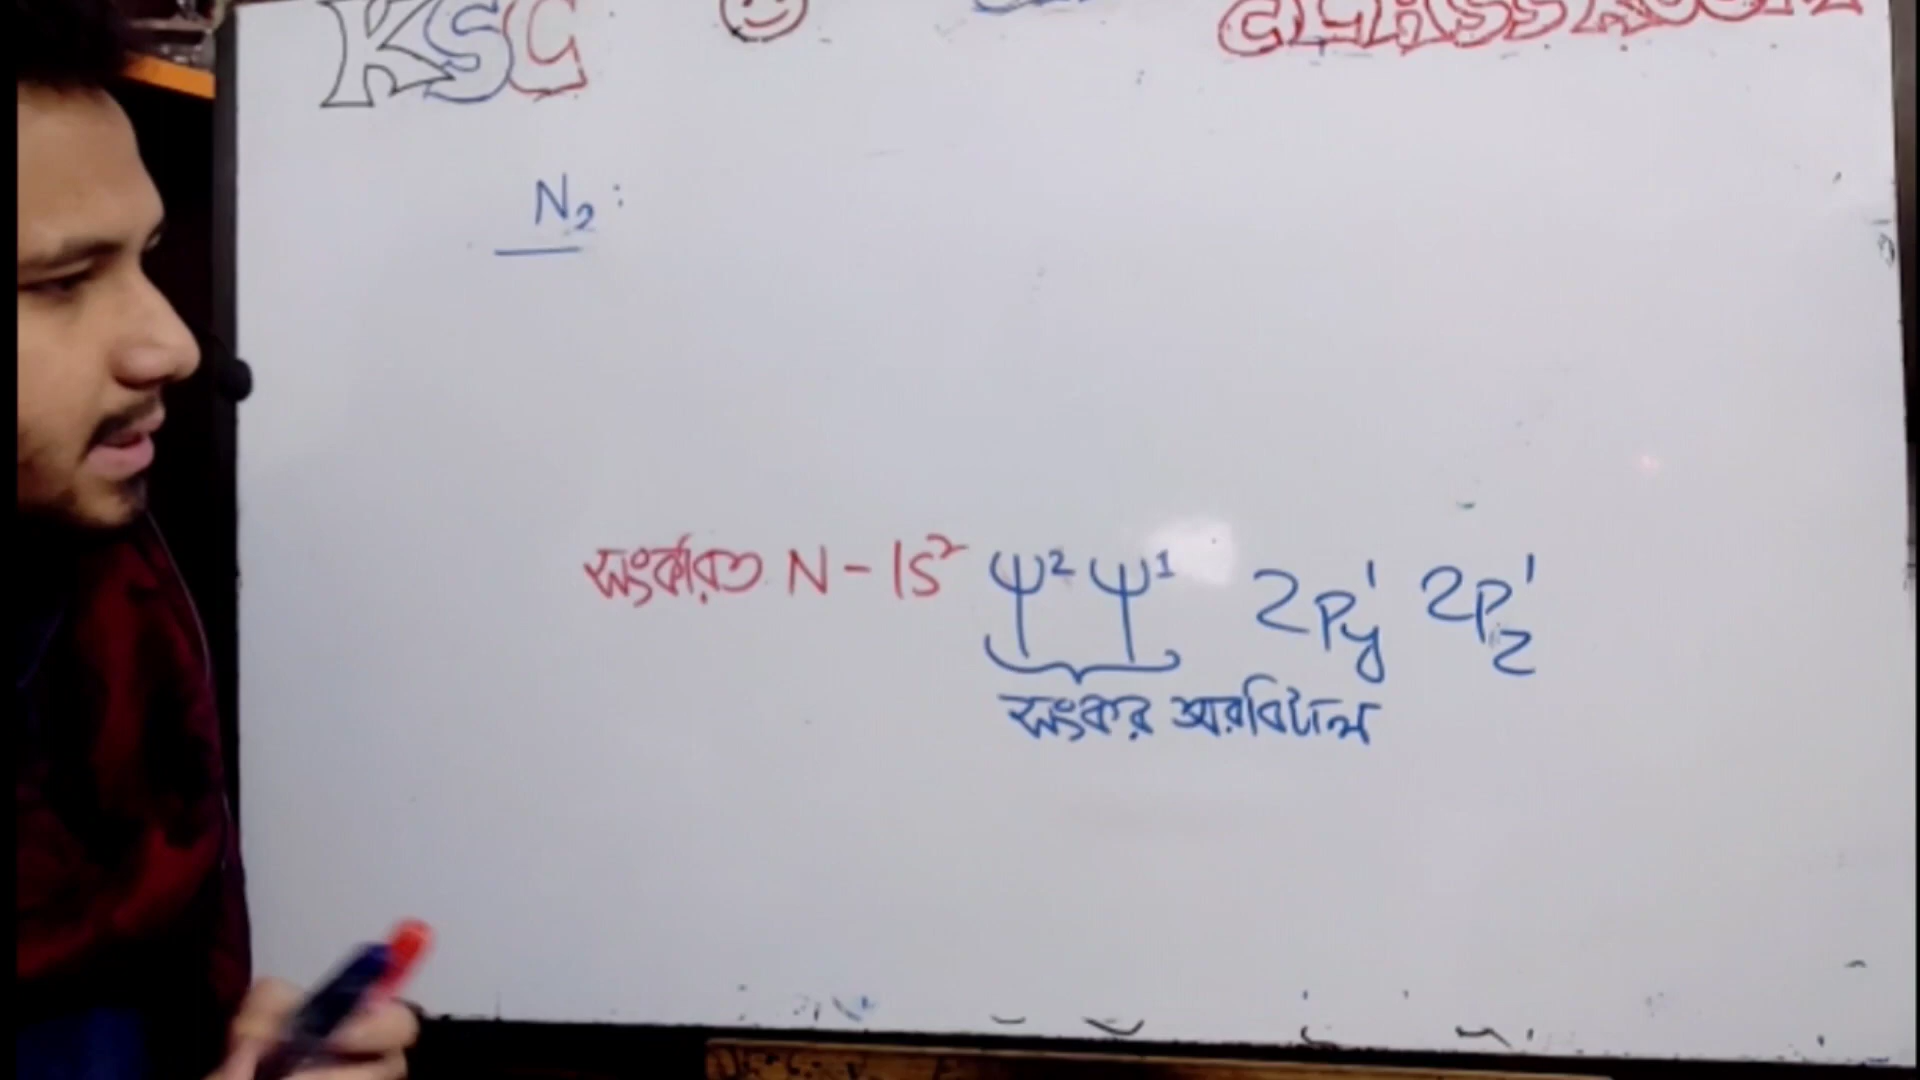 KSC CLASSROOM
N₂ :
সংকরিত N - 1s² ψ² ψ¹ 2Py¹ 2Pz¹
সংকর অরবিটাল